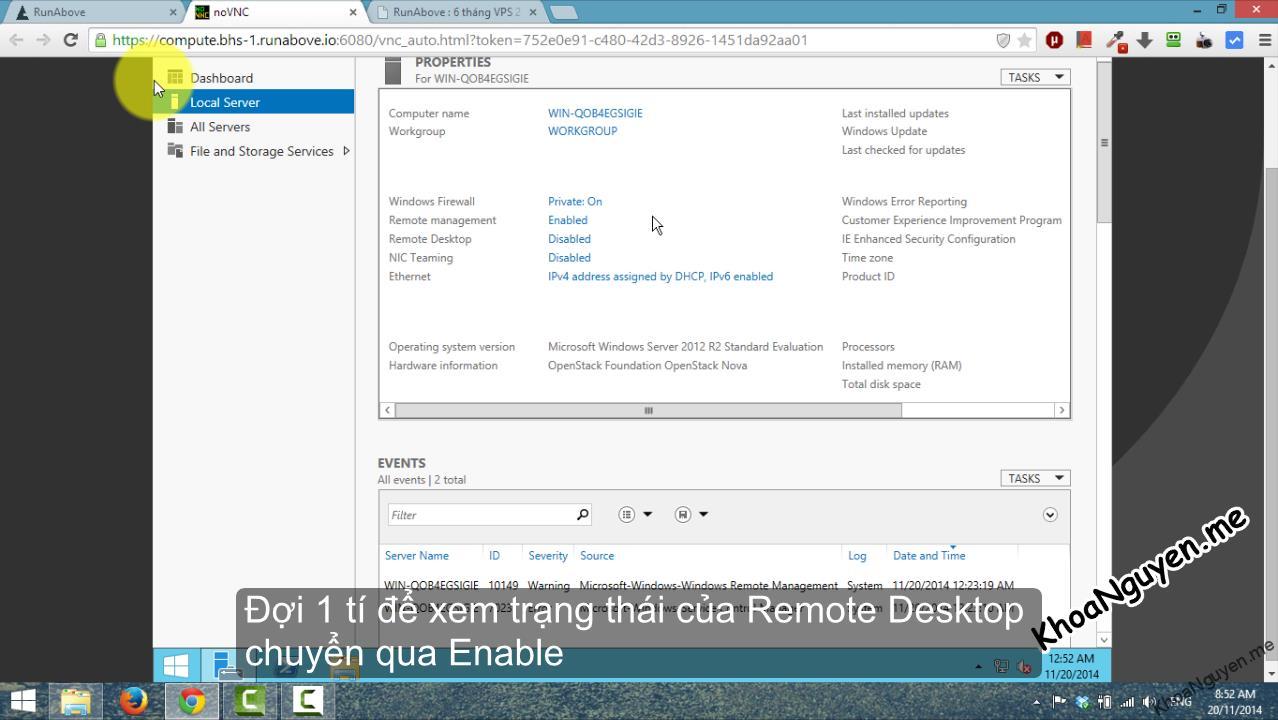 RunAbove
noVNC
RunAbove : 6 tháng VPS 2
https://compute.bhs-1.runabove.io:6080/vnc_auto.html?token=752e0e91-c480-42d3-8926-1451da92aa01
Dashboard
Local Server
All Servers
File and Storage Services
PROPERTIES
For WIN-QOB4EGSIGIE
TASKS
Computer name WIN-QOB4EGSIGIE Last installed updates
Workgroup WORKGROUP Windows Update
Last checked for updates
Windows Firewall Private: On Windows Error Reporting
Remote management Enabled Customer Experience Improvement Program
Remote Desktop Disabled IE Enhanced Security Configuration
NIC Teaming Disabled Time zone
Ethernet IPv4 address assigned by DHCP, IPv6 enabled Product ID
Operating system version Microsoft Windows Server 2012 R2 Standard Evaluation Processors
Hardware information OpenStack Foundation OpenStack Nova Installed memory (RAM)
Total disk space
EVENTS
All events | 2 total
TASKS
Filter
Server Name ID Severity Source Log Date and Time
WIN-QOB4EGSIGIE 10149 Warning Microsoft-Windows-Windows Remote Management System 11/20/2014 12:23:19 AM
Đợi 1 tí để xem trạng thái của Remote Desktop
chuyển qua Enable
KhoaNguyen.me
12:52 AM
11/20/2014
KhoaNguyen.me
ENG
8:52 AM
20/11/2014